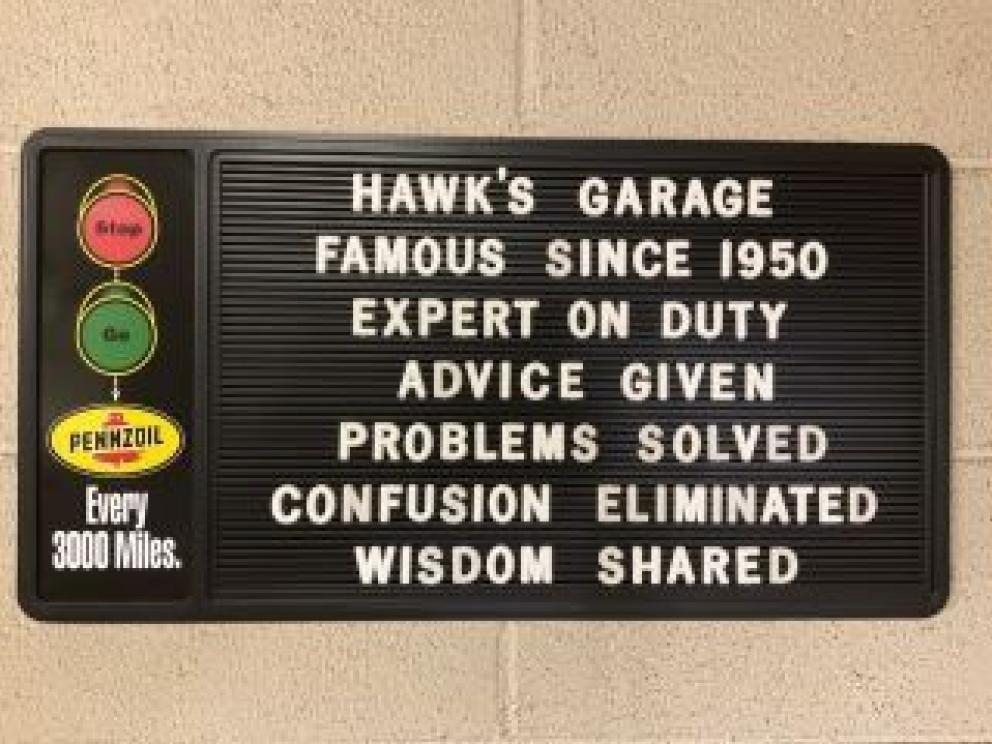 Stop
Go
PENNZOIL
Every
3000 Miles.
HAWK'S GARAGE
FAMOUS SINCE 1950
EXPERT ON DUTY
ADVICE GIVEN
PROBLEMS SOLVED
CONFUSION ELIMINATED
WISDOM SHARED